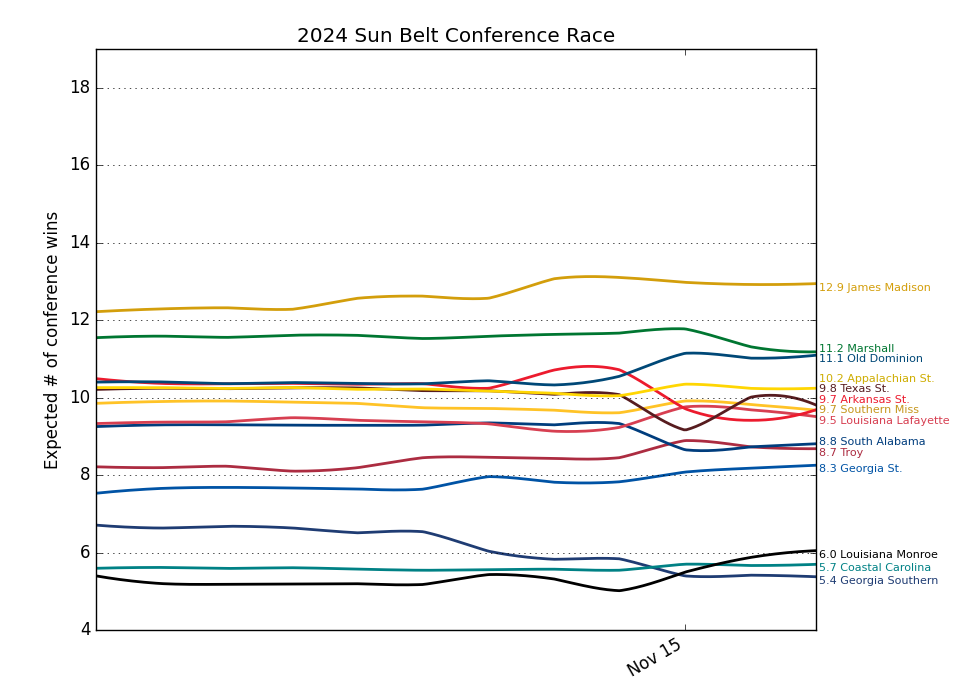 2024 Sun Belt Conference Race
Expected # of conference wins
18
16
14
12
10
8
6
4
Nov 15
12.9 James Madison
11.2 Marshall
11.1 Old Dominion
10.2 Appalachian St.
9.8 Texas St.
9.7 Arkansas St.
9.7 Southern Miss
9.5 Louisiana Lafayette
8.8 South Alabama
8.7 Troy
8.3 Georgia St.
6.0 Louisiana Monroe
5.7 Coastal Carolina
5.4 Georgia Southern